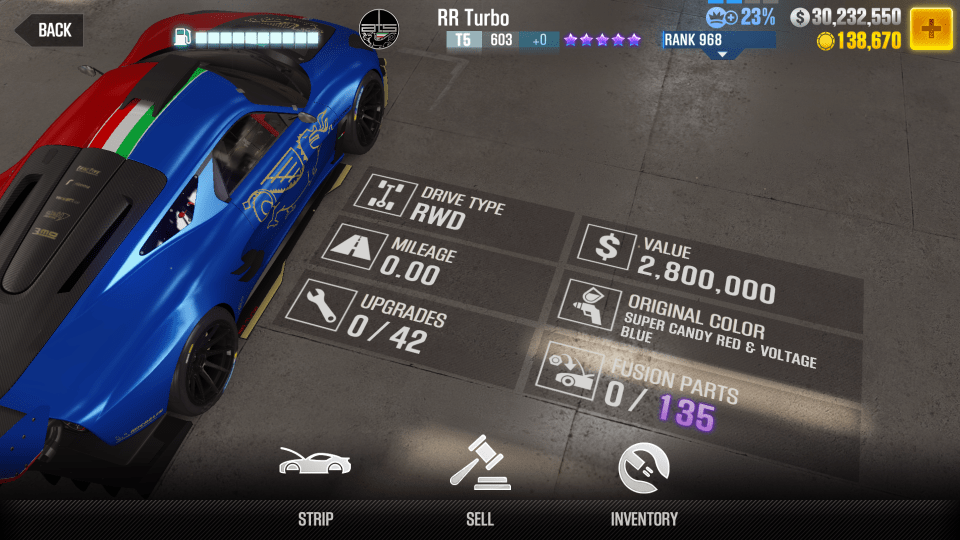 BACK
RR Turbo
T5 603 +0
23%
RANK 968
$ 30,232,550
138,670
DRIVE TYPE
RWD
MILEAGE
0.00
UPGRADES
0/42
$ VALUE
2,800,000
ORIGINAL COLOR
SUPER CANDY RED & VOLTAGE
BLUE
FUSION PARTS
0/135
STRIP
SELL
INVENTORY